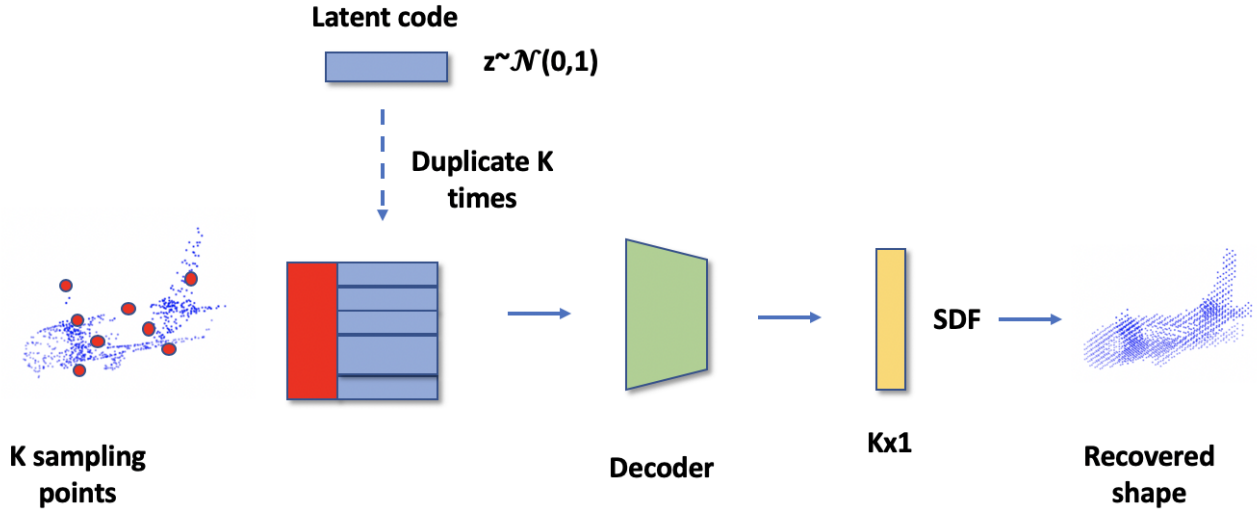 Latent code
z~𝒩(0,1)
Duplicate K
times
SDF
K sampling
points
Decoder
Kx1
Recovered
shape